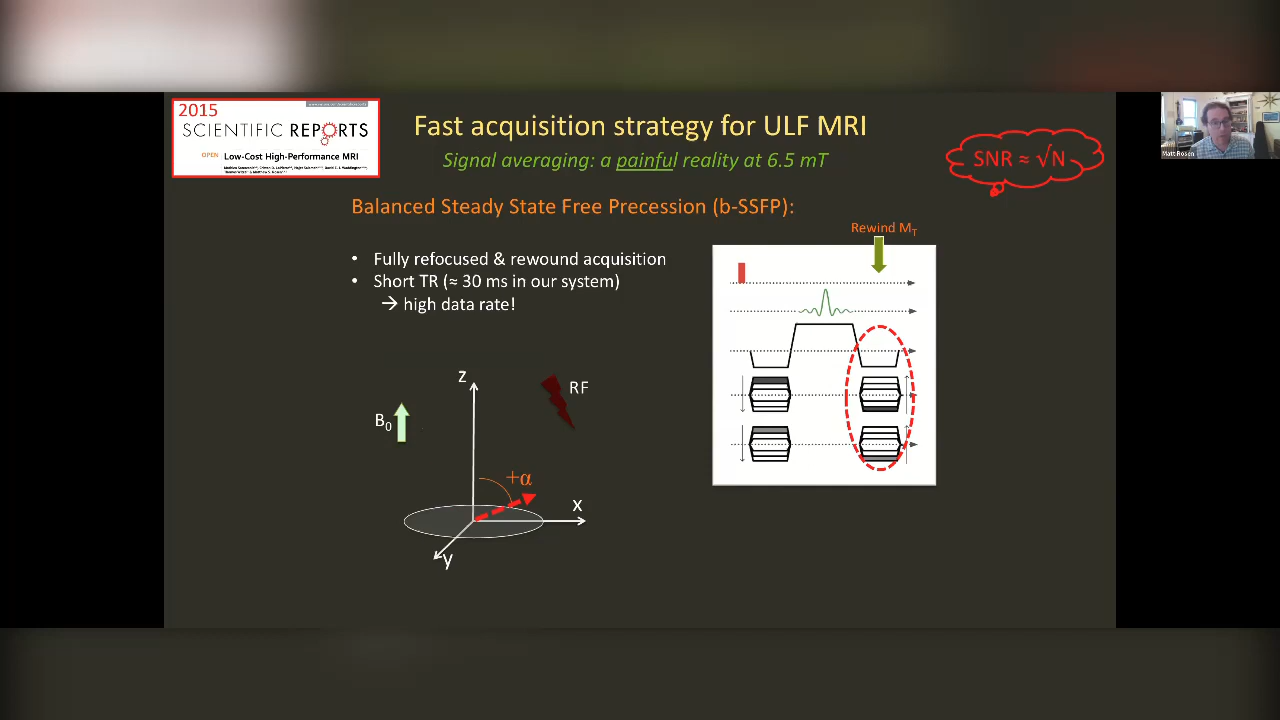 2015
SCIENTIFIC REPORTS
OPEN Low-Cost High-Performance MRI
Fast acquisition strategy for ULF MRI
Signal averaging: a painful reality at 6.5 mT
SNR ≈ √N
Matt Rosen
Balanced Steady State Free Precession (b-SSFP):
• Fully refocused & rewound acquisition
• Short TR (≈ 30 ms in our system)
→ high data rate!
Rewind M_T
z
RF
B₀
+α
x
y